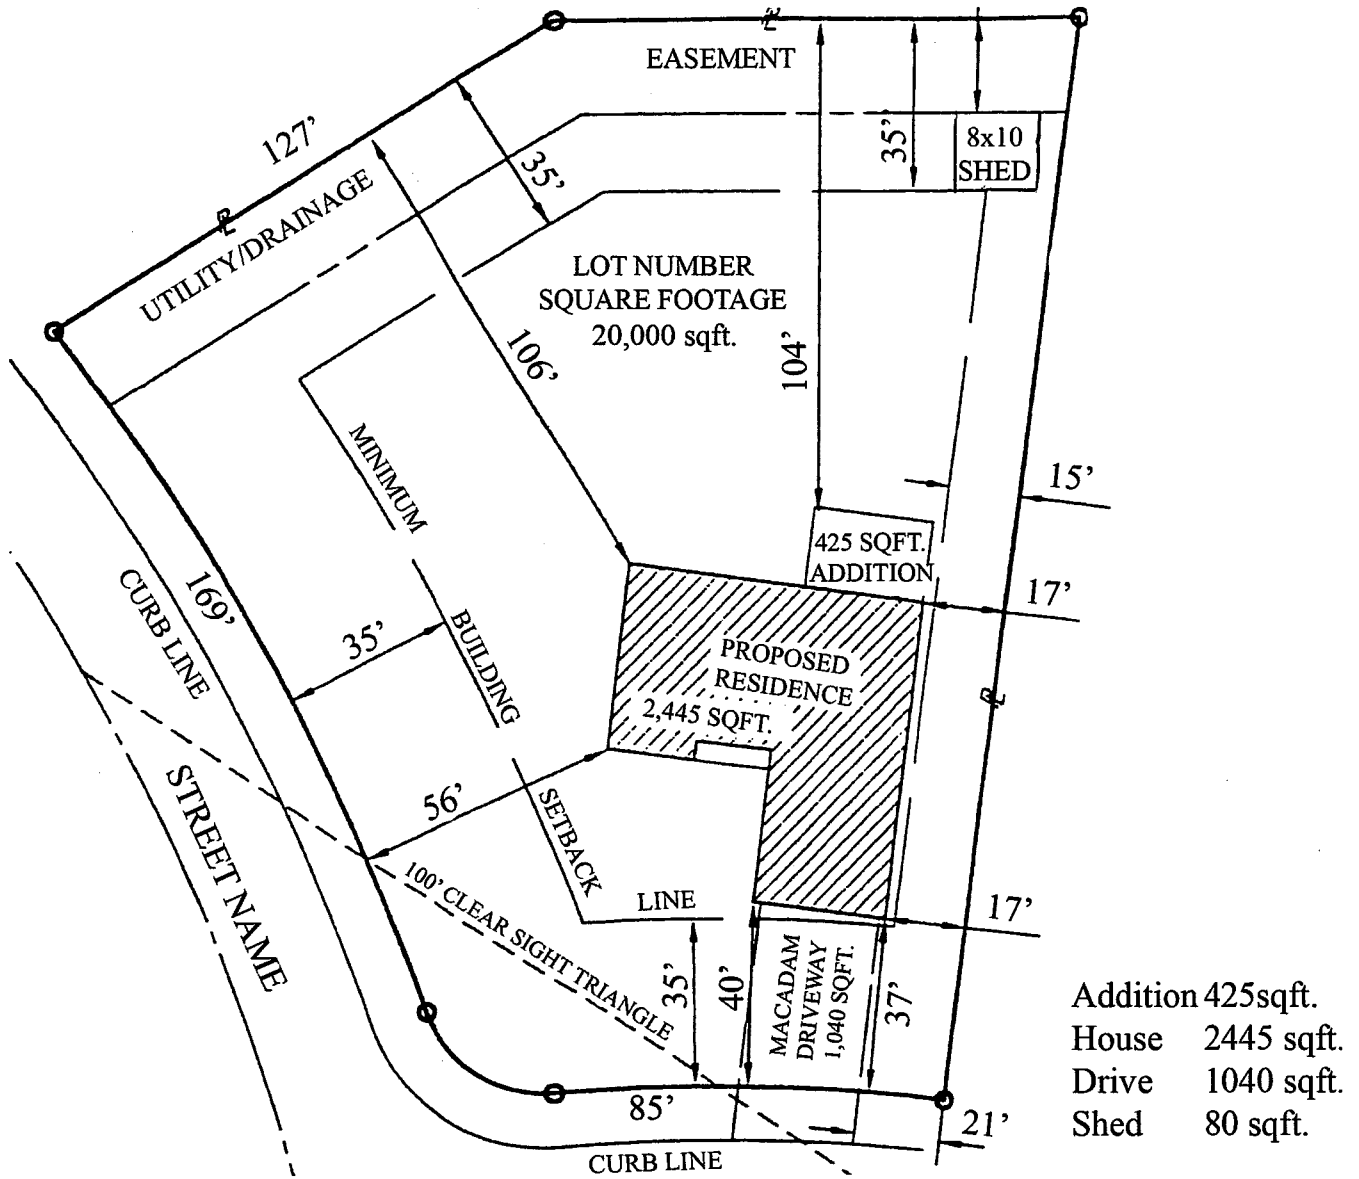 ℄
EASEMENT
127’
35’
35’
8x10
SHED
℄
UTILITY/DRAINAGE
LOT NUMBER
SQUARE FOOTAGE
20,000 sqft.
106’
104’
MINIMUM
15’
425 SQFT.
ADDITION
17’
CURB LINE
169’
35’
BUILDING
PROPOSED
RESIDENCE
2,445 SQFT.
℄
STREET NAME
56’
SETBACK
100’ CLEAR SIGHT TRIANGLE
LINE
17’
35’
40’
MACADAM
DRIVEWAY
1,040 SQFT.
37’
Addition 425sqft.
House 2445 sqft.
Drive 1040 sqft.
Shed 80 sqft.
85’
21’
CURB LINE